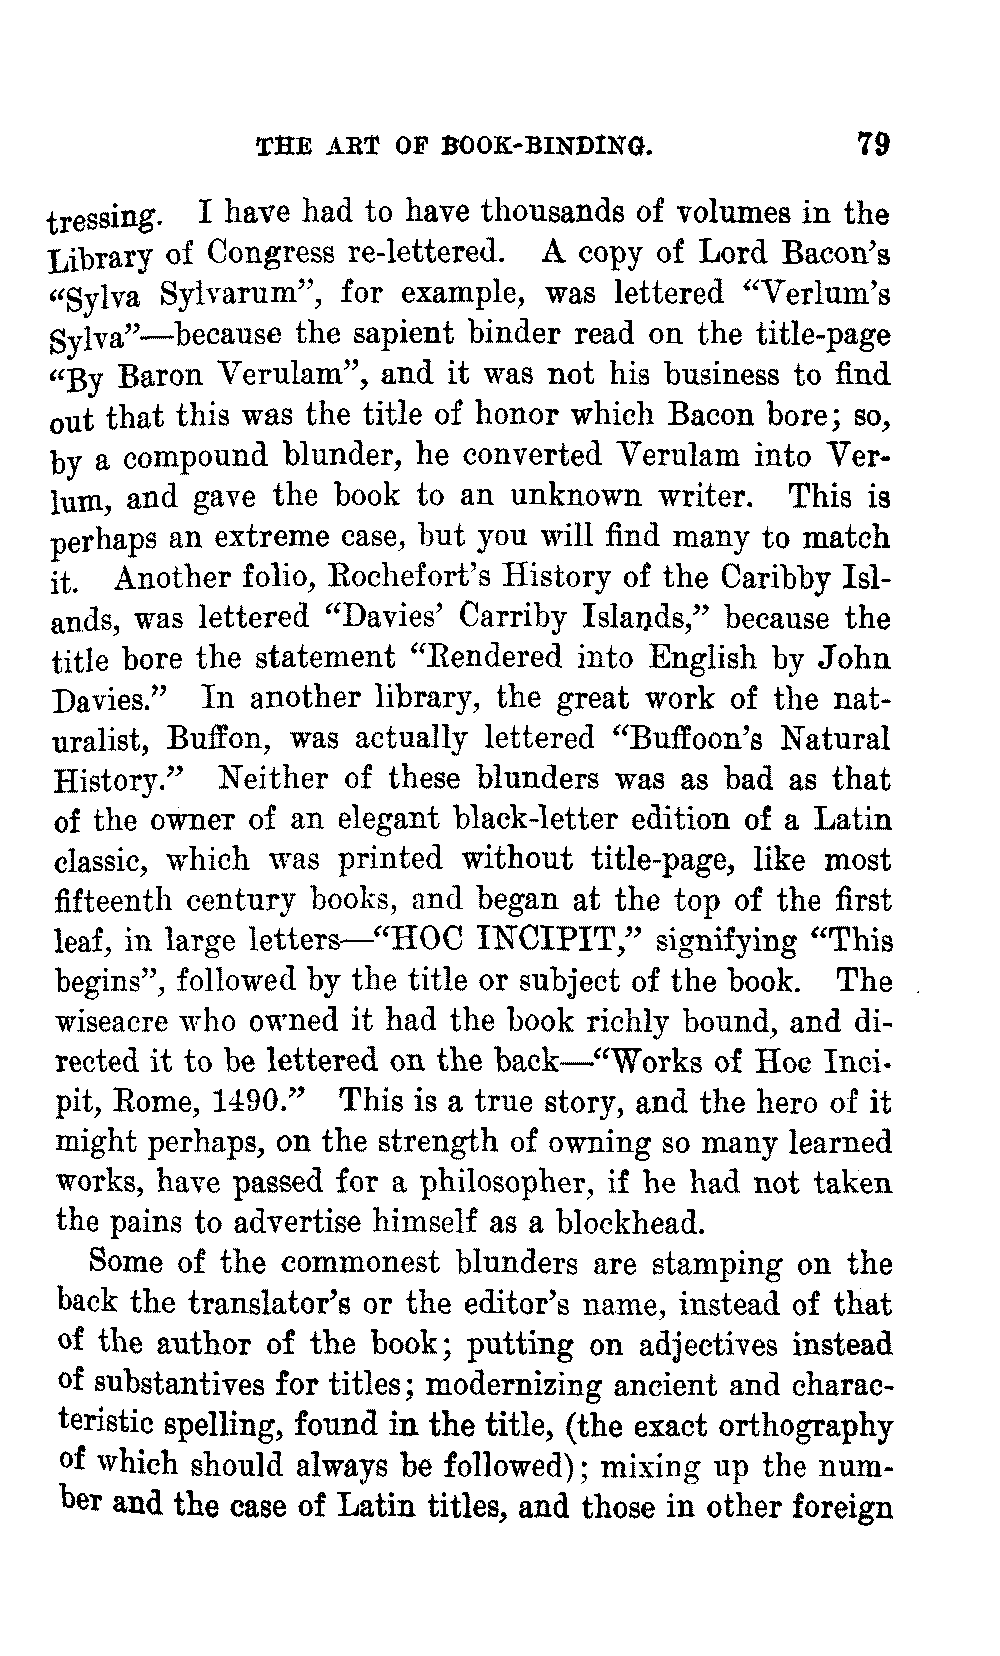 THE ART OF BOOK-BINDING. 79
tressing. I have had to have thousands of volumes in the
Library of Congress re-lettered. A copy of Lord Bacon's
“Sylva Sylvarum”, for example, was lettered “Verlum's
Sylva”—because the sapient binder read on the title-page
“By Baron Verulam”, and it was not his business to find
out that this was the title of honor which Bacon bore; so,
by a compound blunder, he converted Verulam into Ver-
lum, and gave the book to an unknown writer. This is
perhaps an extreme case, but you will find many to match
it. Another folio, Rochefort's History of the Caribby Isl-
ands, was lettered “Davies' Carriby Islands,” because the
title bore the statement “Rendered into English by John
Davies.” In another library, the great work of the nat-
uralist, Buffon, was actually lettered “Buffoon's Natural
History.” Neither of these blunders was as bad as that
of the owner of an elegant black-letter edition of a Latin
classic, which was printed without title-page, like most
fifteenth century books, and began at the top of the first
leaf, in large letters—“HOC INCIPIT,” signifying “This
begins”, followed by the title or subject of the book. The
wiseacre who owned it had the book richly bound, and di-
rected it to be lettered on the back—“Works of Hoc Inci-
pit, Rome, 1490.” This is a true story, and the hero of it
might perhaps, on the strength of owning so many learned
works, have passed for a philosopher, if he had not taken
the pains to advertise himself as a blockhead.
Some of the commonest blunders are stamping on the
back the translator's or the editor's name, instead of that
of the author of the book; putting on adjectives instead
of substantives for titles; modernizing ancient and charac-
teristic spelling, found in the title, (the exact orthography
of which should always be followed); mixing up the num-
ber and the case of Latin titles, and those in other foreign